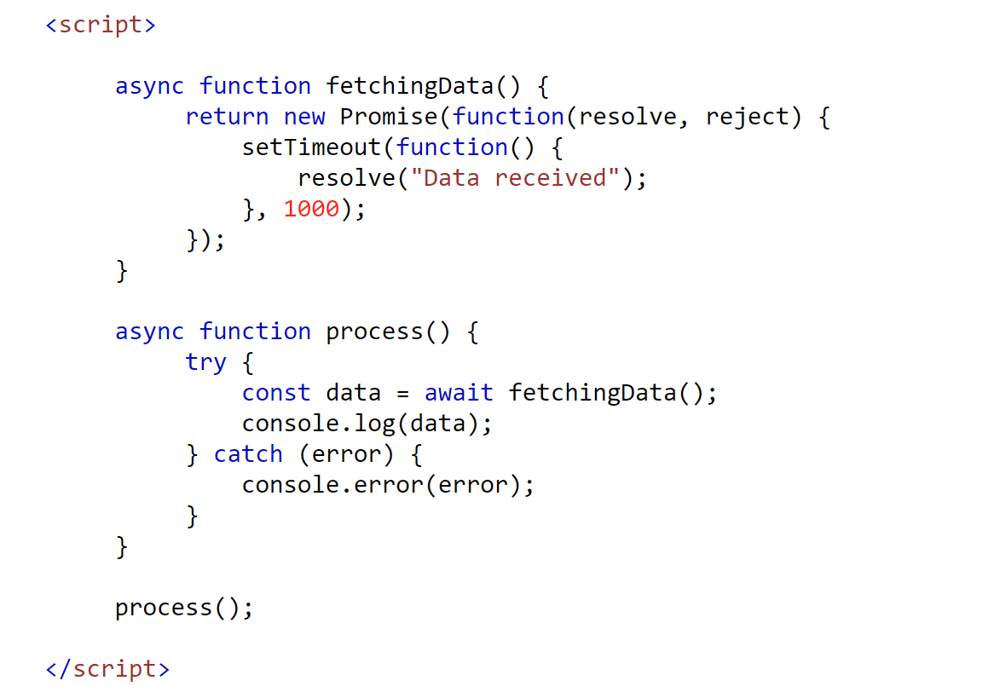 <script>
async function fetchingData() {
return new Promise(function(resolve, reject) {
setTimeout(function() {
resolve("Data received");
}, 1000);
});
}
async function process() {
try {
const data = await fetchingData();
console.log(data);
} catch (error) {
console.error(error);
}
}
process();
</script>